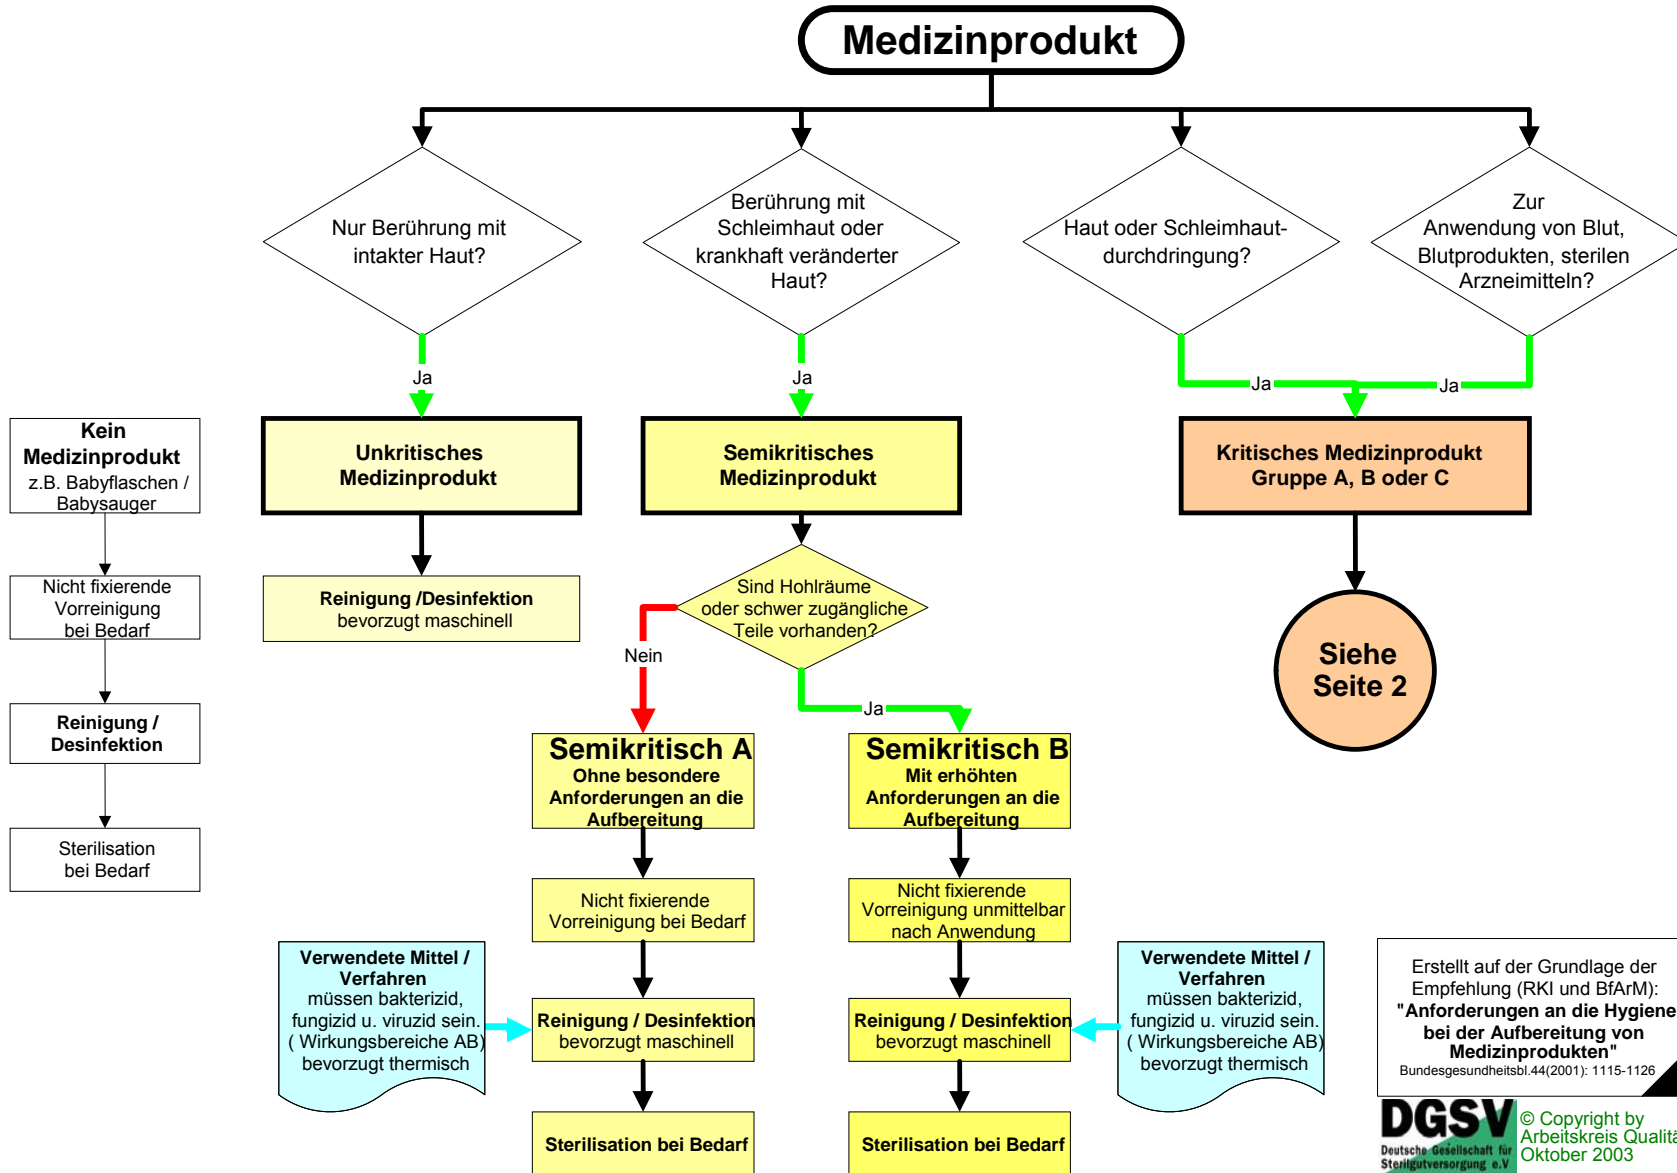 Medizinprodukt
Nur Berührung mit
intakter Haut?
Berührung mit
Schleimhaut oder
krankhaft veränderter
Haut?
Haut oder Schleimhaut-
durchdringung?
Zur
Anwendung von Blut,
Blutprodukten, sterilen
Arzneimitteln?
Ja
Ja
Ja
Ja
Kein
Medizinprodukt
z.B. Babyflaschen /
Babysauger
Unkritisches
Medizinprodukt
Semikritisches
Medizinprodukt
Kritisches Medizinprodukt
Gruppe A, B oder C
Nicht fixierende
Vorreinigung
bei Bedarf
Reinigung /Desinfektion
bevorzugt maschinell
Sind Hohlräume
oder schwer zugängliche
Teile vorhanden?
Nein
Ja
Siehe
Seite 2
Reinigung /
Desinfektion
Sterilisation
bei Bedarf
Semikritisch A
Ohne besondere
Anforderungen an die
Aufbereitung
Semikritisch B
Mit erhöhten
Anforderungen an die
Aufbereitung
Nicht fixierende
Vorreinigung bei Bedarf
Nicht fixierende
Vorreinigung unmittelbar
nach Anwendung
Verwendete Mittel /
Verfahren
müssen bakterizid,
fungizid u. viruzid sein.
( Wirkungsbereiche AB)
bevorzugt thermisch
Reinigung / Desinfektion
bevorzugt maschinell
Reinigung / Desinfektion
bevorzugt maschinell
Verwendete Mittel /
Verfahren
müssen bakterizid,
fungizid u. viruzid sein.
( Wirkungsbereiche AB)
bevorzugt thermisch
Sterilisation bei Bedarf
Sterilisation bei Bedarf
Erstellt auf der Grundlage der
Empfehlung (RKI und BfArM):
"Anforderungen an die Hygiene
bei der Aufbereitung von
Medizinprodukten"
Bundesgesundheitsbl.44(2001): 1115-1126
DGSV
Deutsche Gesellschaft für
Sterilgutversorgung e.V
© Copyright by
Arbeitskreis Qualitä
Oktober 2003